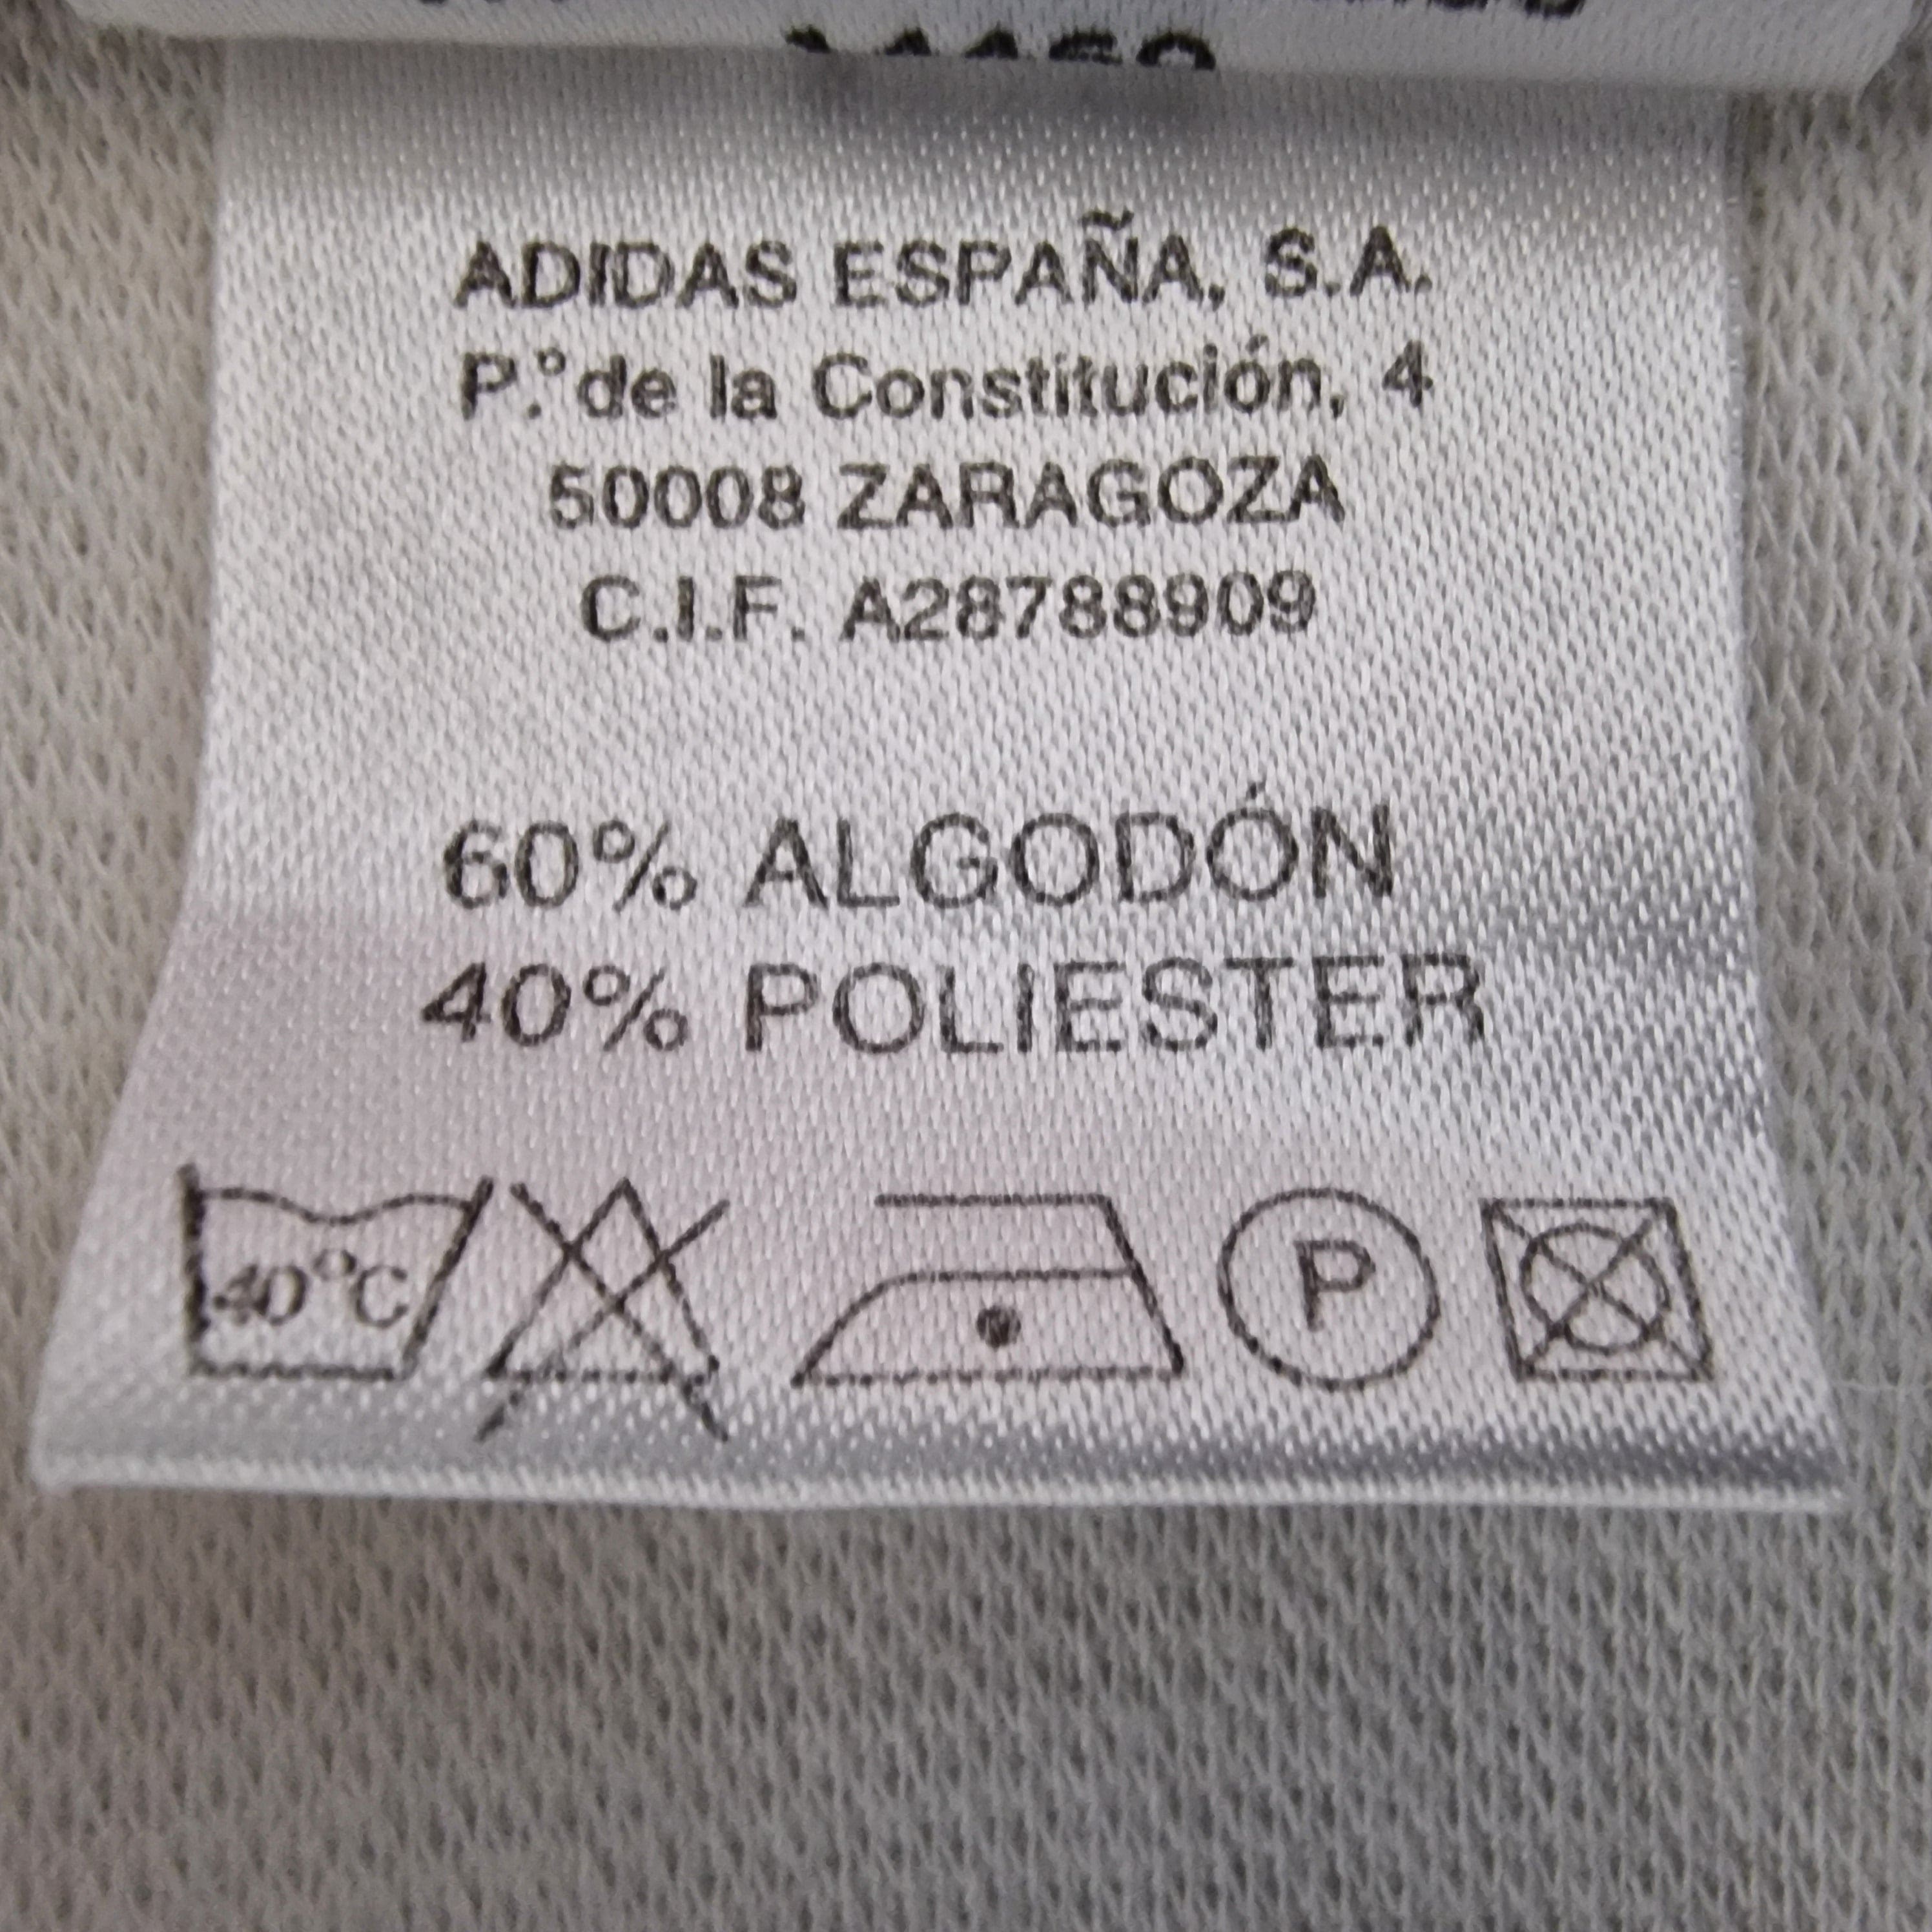 ADIDAS ESPAÑA, S.A.
P.º de la Constitución, 4
50008 ZARAGOZA
C.I.F. A28788909
60% ALGODÓN
40% POLIESTER
40°C
P